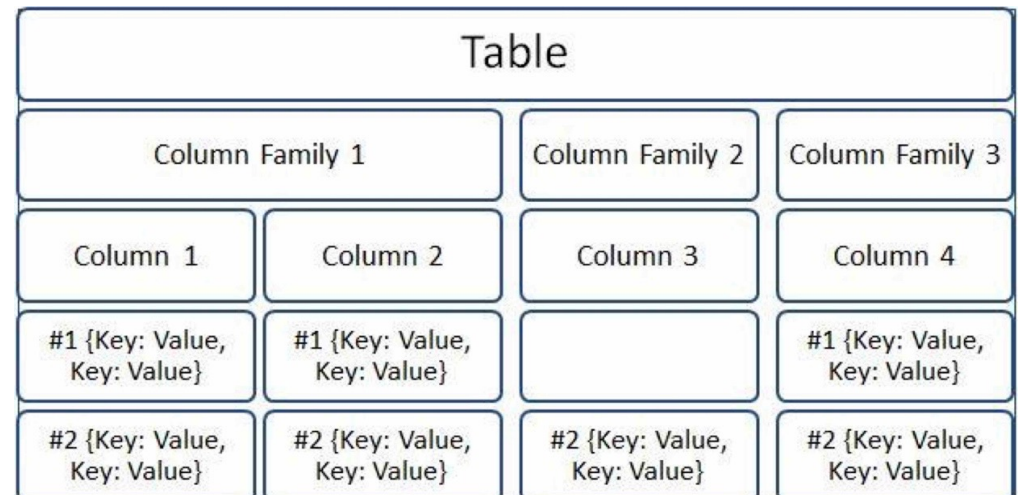 Table
Column Family 1
Column Family 2
Column Family 3
Column 1
Column 2
Column 3
Column 4
#1 {Key: Value,
Key: Value}
#1 {Key: Value,
Key: Value}
#1 {Key: Value,
Key: Value}
#2 {Key: Value,
Key: Value}
#2 {Key: Value,
Key: Value}
#2 {Key: Value,
Key: Value}
#2 {Key: Value,
Key: Value}